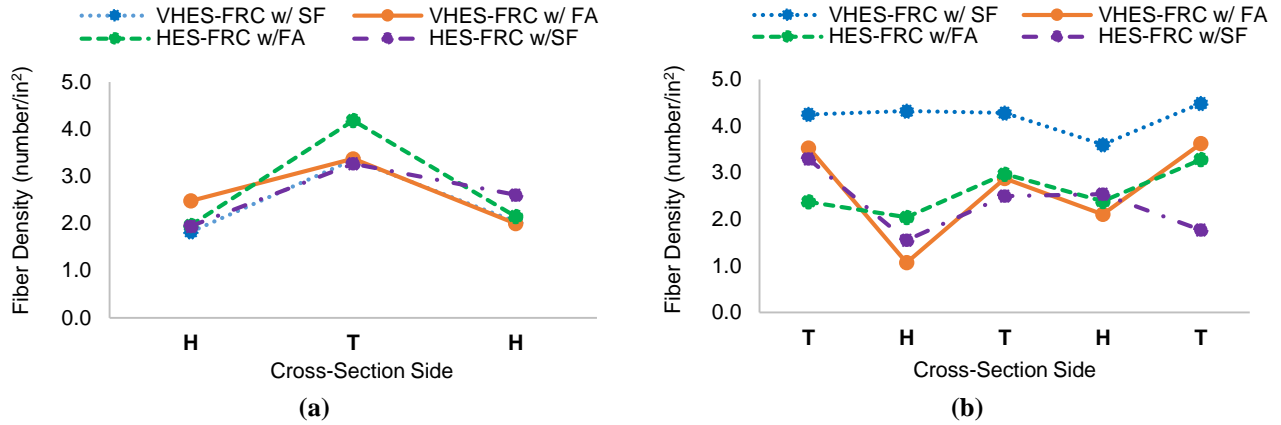 VHES-FRC w/ SF
VHES-FRC w/ FA
HES-FRC w/FA
HES-FRC w/SF
Fiber Density (number/in²)
5.0
4.0
3.0
2.0
1.0
0.0
H T H
Cross-Section Side
(a)
VHES-FRC w/ SF
VHES-FRC w/ FA
HES-FRC w/FA
HES-FRC w/SF
Fiber Density (number/in²)
5.0
4.0
3.0
2.0
1.0
0.0
T H T H T
Cross-Section Side
(b)